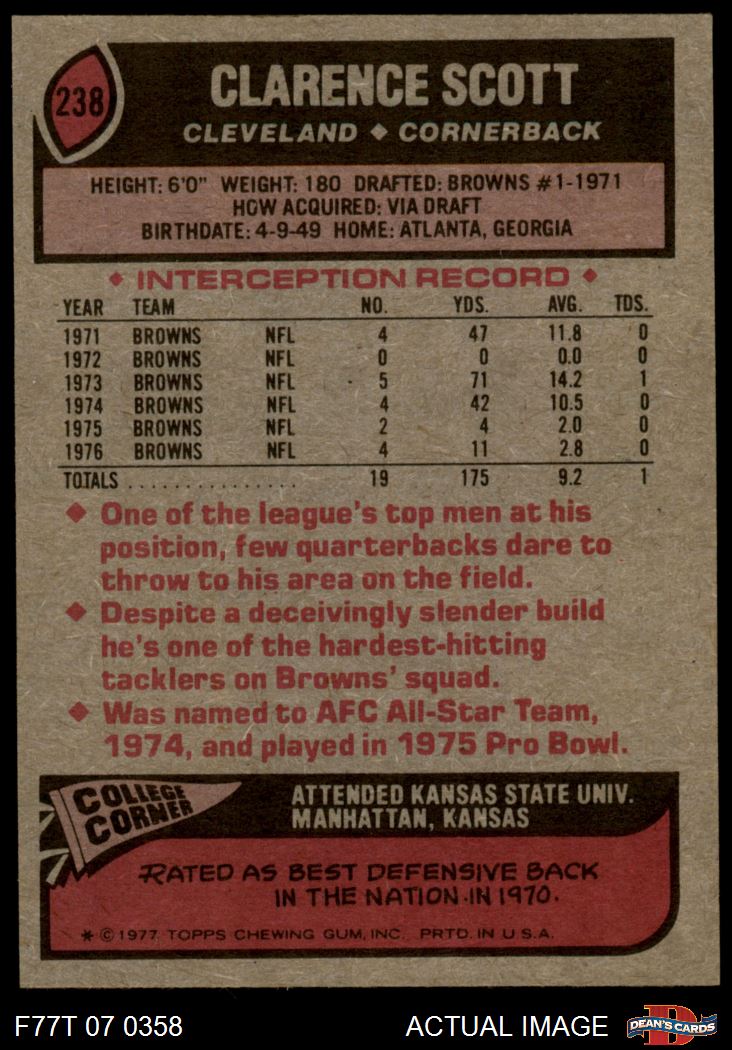 238
CLARENCE SCOTT
CLEVELAND ◆ CORNERBACK
HEIGHT: 6'0" WEIGHT: 180 DRAFTED: BROWNS #1-1971
HOW ACQUIRED: VIA DRAFT
BIRTHDATE: 4-9-49 HOME: ATLANTA, GEORGIA
◆ INTERCEPTION RECORD ◆
YEAR TEAM NO. YDS. AVG. TDS.
1971 BROWNS NFL 4 47 11.8 0
1972 BROWNS NFL 0 0 0.0 0
1973 BROWNS NFL 5 71 14.2 1
1974 BROWNS NFL 4 42 10.5 0
1975 BROWNS NFL 2 4 2.0 0
1976 BROWNS NFL 4 11 2.8 0
TOTALS . . . . . . . . . . . . . . . 19 175 9.2 1
◆ One of the league's top men at his
position, few quarterbacks dare to
throw to his area on the field.
◆ Despite a deceivingly slender build
he's one of the hardest-hitting
tacklers on Browns' squad.
◆ Was named to AFC All-Star Team,
1974, and played in 1975 Pro Bowl.
COLLEGE
CORNER
ATTENDED KANSAS STATE UNIV.
MANHATTAN, KANSAS
RATED AS BEST DEFENSIVE BACK
IN THE NATION IN 1970.
* © 1977 TOPPS CHEWING GUM, INC. PRTD. IN U.S.A.
F77T 07 0358 ACTUAL IMAGE
D
DEAN'S CARDS